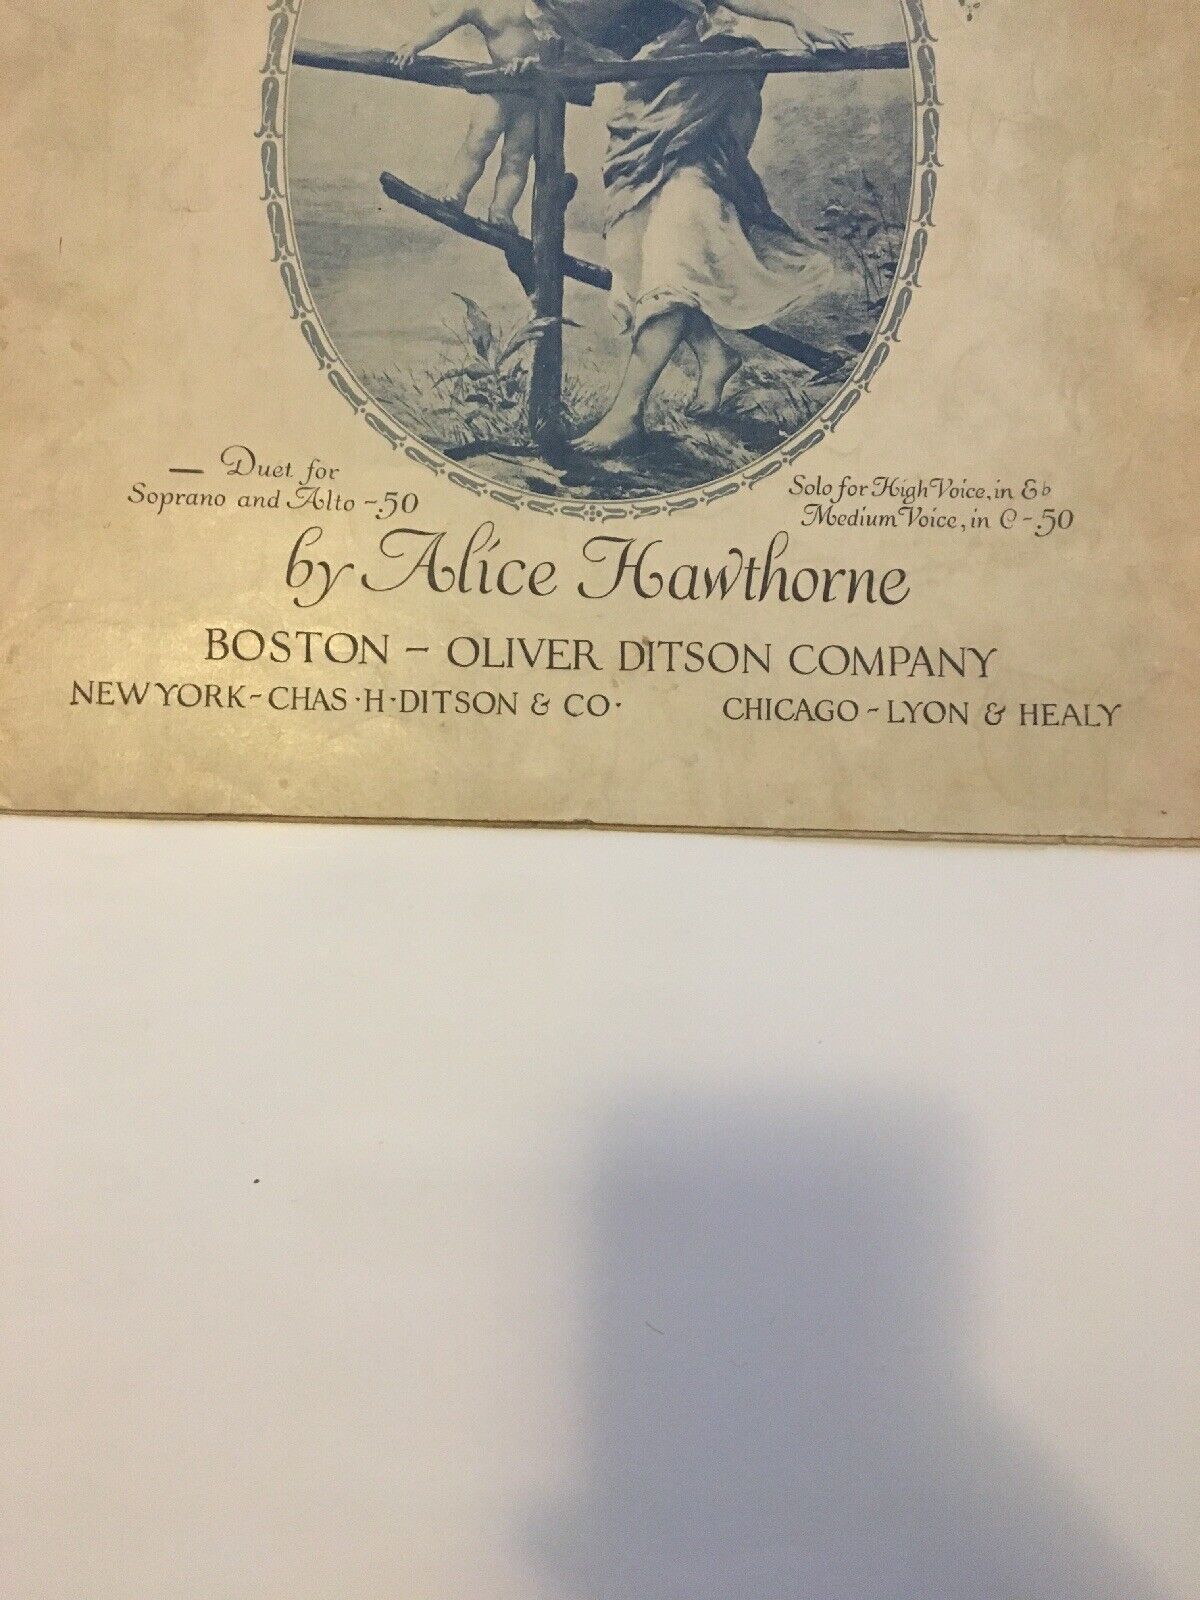 — Duet for
Soprano and Alto -.50
Solo for High Voice, in E♭
Medium Voice, in C -.50
by Alice Hawthorne
BOSTON - OLIVER DITSON COMPANY
NEW YORK - CHAS·H·DITSON & CO·
CHICAGO - LYON & HEALY